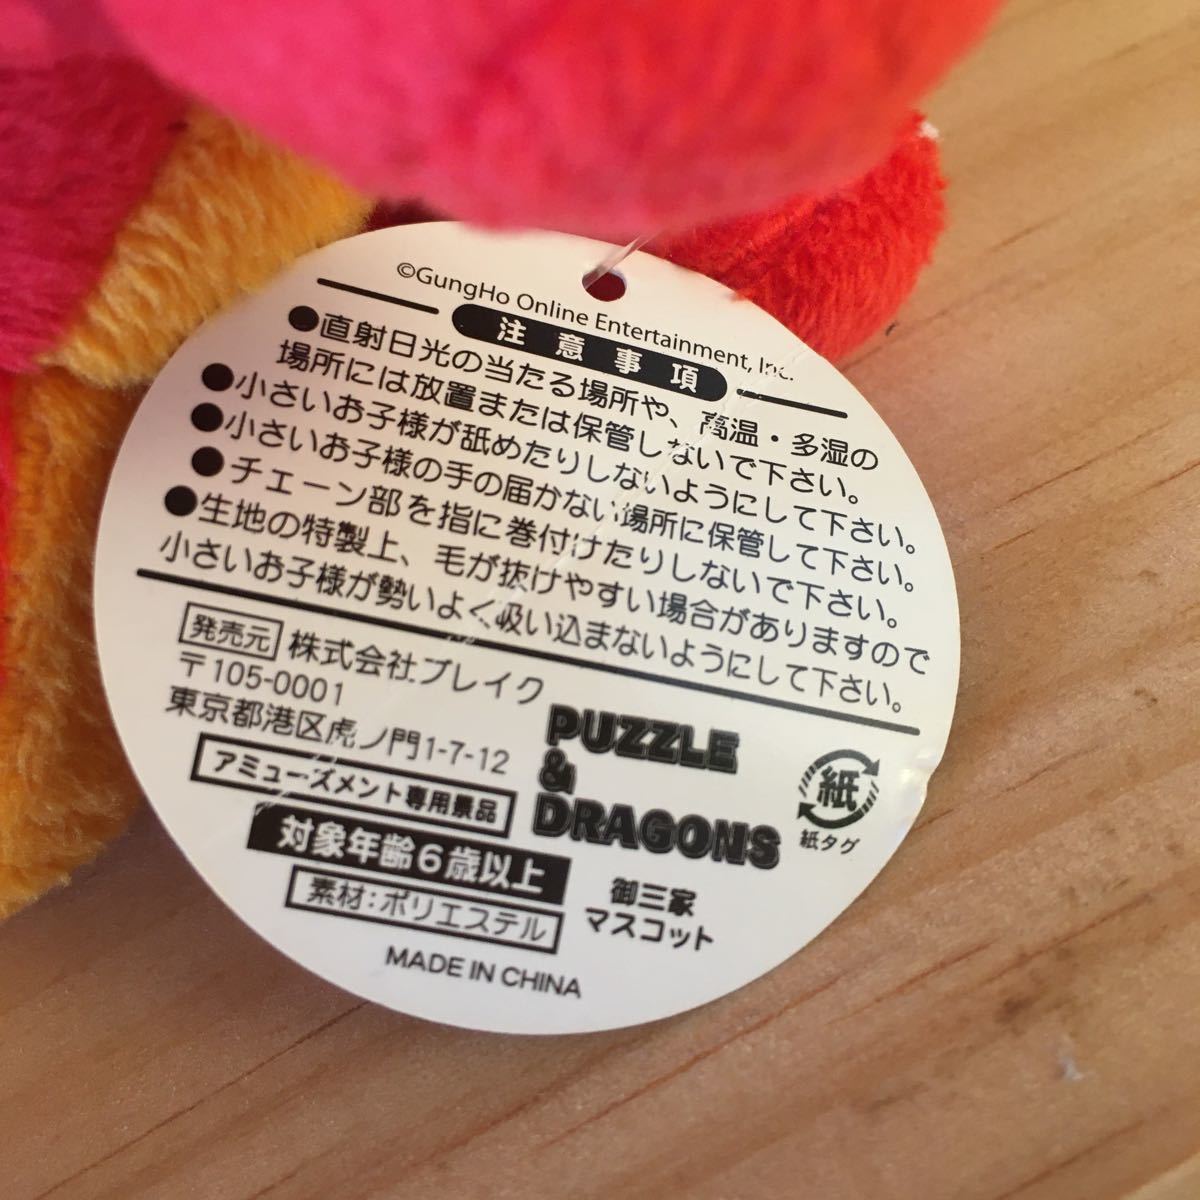 ©GungHo Online Entertainment, Inc.
注意事項
●直射日光の当たる場所や、高温・多湿の
場所には放置または保管しないで下さい。
●小さいお子様が舐めたりしないようにして下さい。
●小さいお子様の手の届かない場所に保管して下さい。
●チェーン部を指に巻付けたりしないで下さい。
●生地の特製上、毛が抜けやすい場合がありますので
小さいお子様が勢いよく吸い込まないようにして下さい。
発売元 株式会社ブレイク
〒105-0001
東京都港区虎ノ門1-7-12
アミューズメント専用景品
対象年齢6歳以上
素材:ポリエステル
MADE IN CHINA
PUZZLE
&
DRAGONS
御三家
マスコット
紙
紙タグ